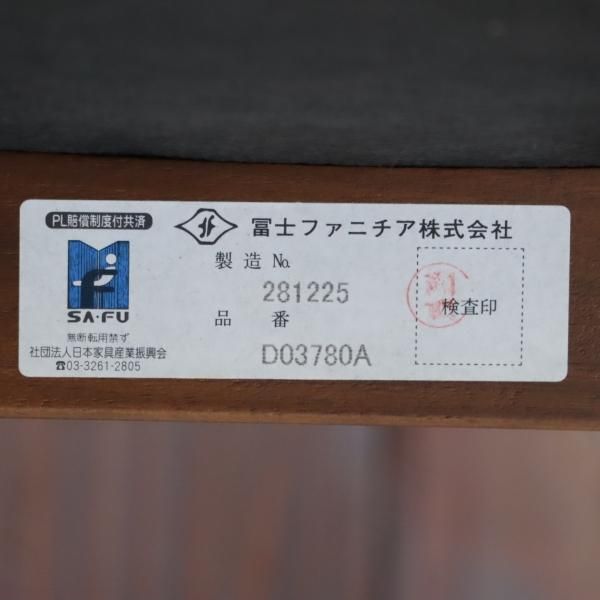 PL賠償制度付共済
冨士ファニチア株式会社
製造 No.
281225
品番
D03780A
検査印
SA·FU
無断転用禁ず
社団法人日本家具産業振興会
☎03-3261-2805